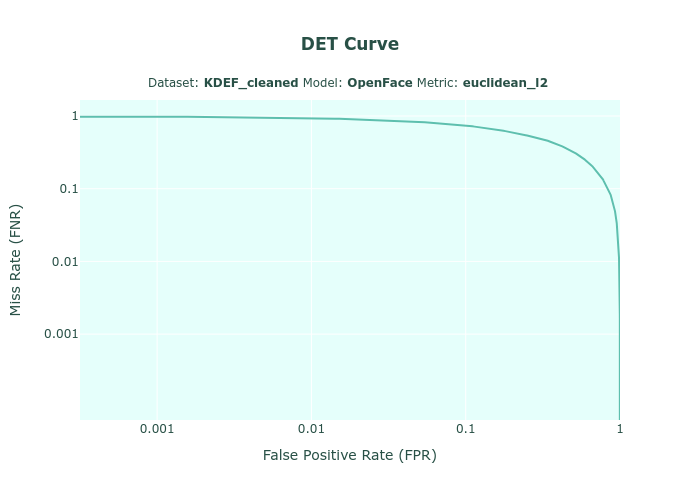 DET Curve
Dataset: KDEF_cleaned Model: OpenFace Metric: euclidean_l2
1
0.1
0.01
0.001
Miss Rate (FNR)
0.001
0.01
0.1
1
False Positive Rate (FPR)